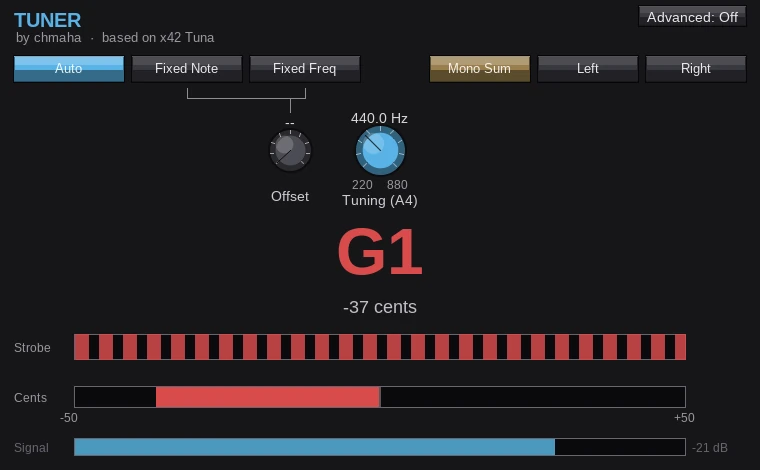 TUNER
Advanced: Off
by chmaha · based on x42 Tuna
Auto Fixed Note Fixed Freq Mono Sum Left Right
-- 440.0 Hz
220 880
Offset Tuning (A4)
G1
-37 cents
Strobe
Cents
-50 +50
Signal -21 dB